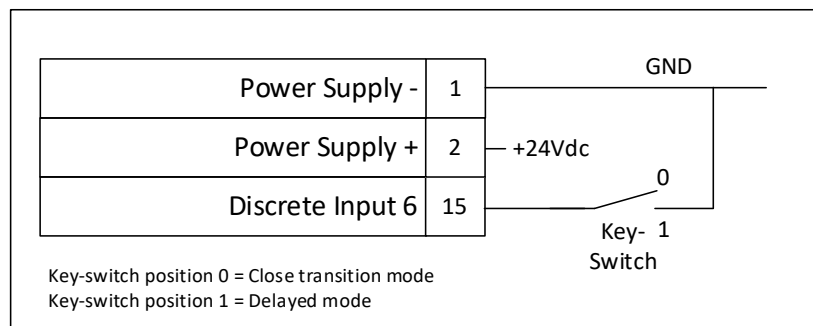 GND
Power Supply - 1
Power Supply + 2 +24Vdc
Discrete Input 6 15
0
Key- 1
Switch
Key-switch position 0 = Close transition mode
Key-switch position 1 = Delayed mode